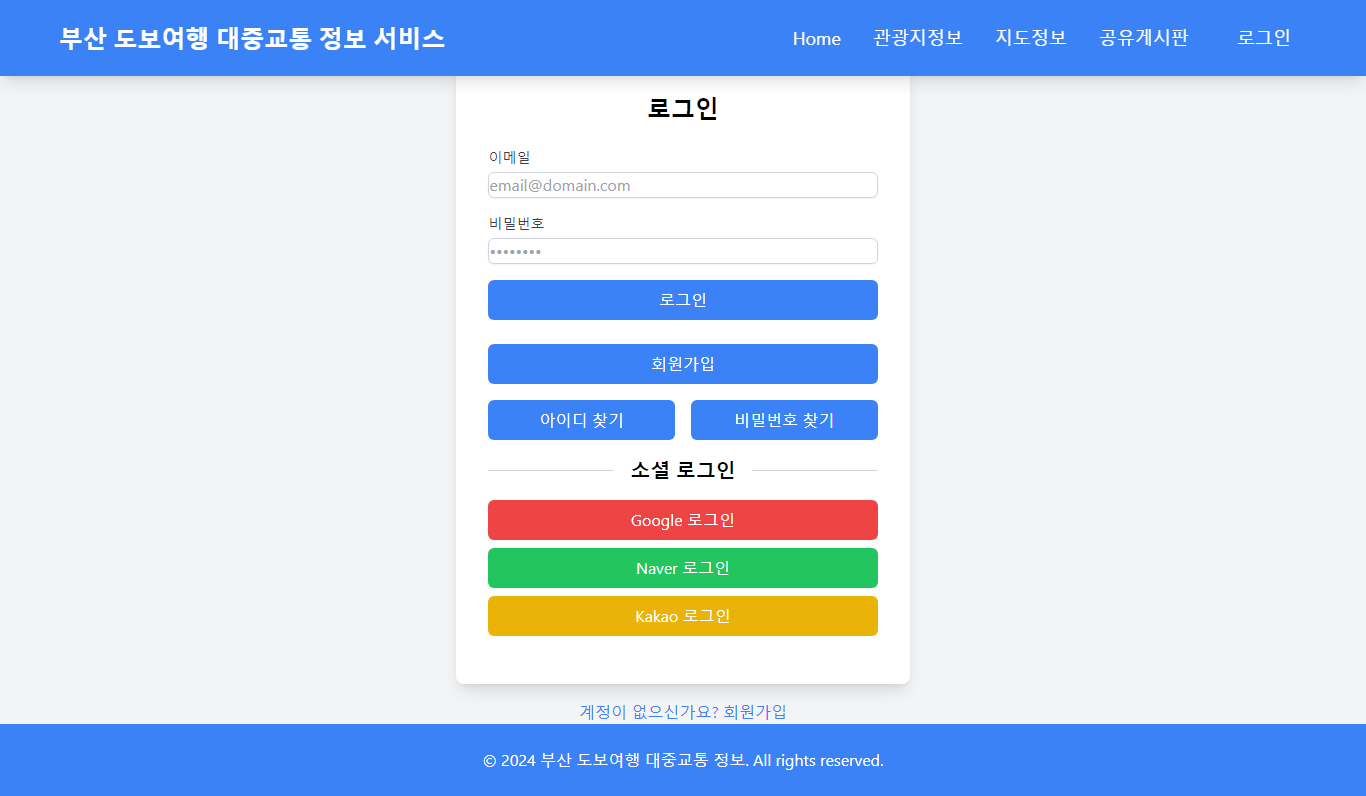 부산 도보여행 대중교통 정보 서비스
Home 관광지정보 지도정보 공유게시판 로그인
로그인
이메일
email@domain.com
비밀번호
••••••••
로그인
회원가입
아이디 찾기 비밀번호 찾기
소셜 로그인
Google 로그인
Naver 로그인
Kakao 로그인
계정이 없으신가요? 회원가입
© 2024 부산 도보여행 대중교통 정보. All rights reserved.